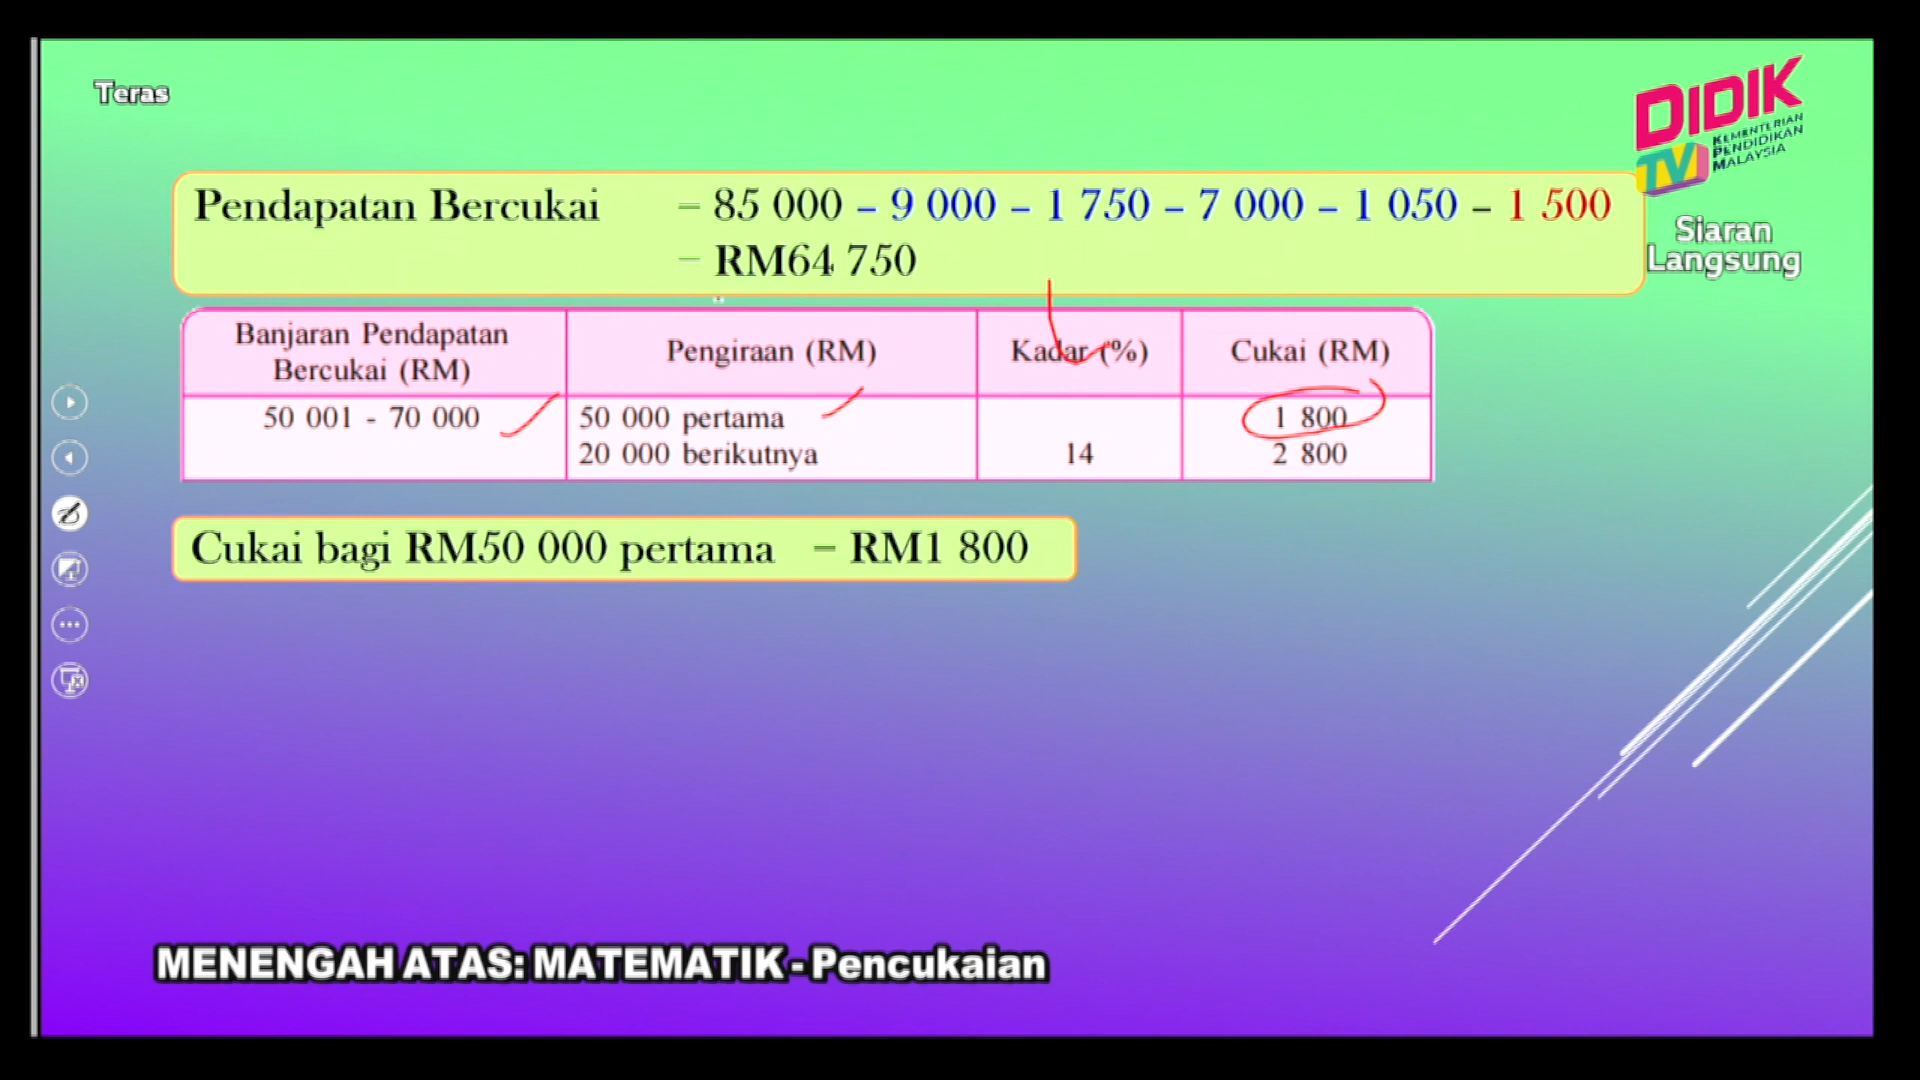 Teras
DIDIK
TV
KEMENTERIAN
PENDIDIKAN
MALAYSIA
Siaran
Langsung
Pendapatan Bercukai = 85 000 – 9 000 – 1 750 – 7 000 – 1 050 – 1 500
= RM64 750
Banjaran Pendapatan Bercukai (RM) Pengiraan (RM) Kadar (%) Cukai (RM)
50 001 - 70 000 50 000 pertama 1 800
20 000 berikutnya 14 2 800
Cukai bagi RM50 000 pertama = RM1 800
MENENGAH ATAS: MATEMATIK - Pencukaian